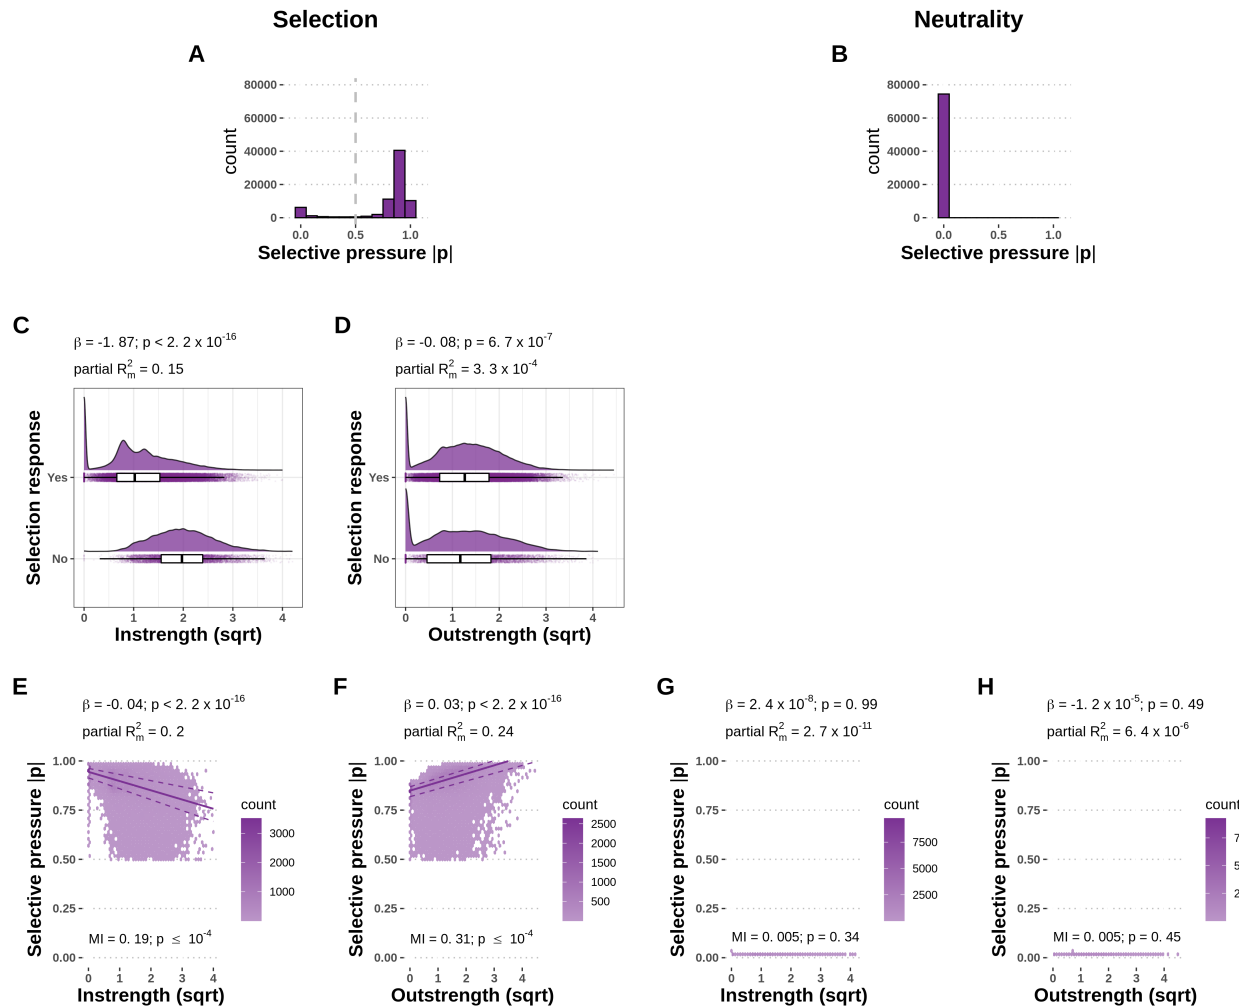 Selection
Neutrality
A
80000
60000
40000
20000
0
count
0.0 0.5 1.0
Selective pressure |p|
B
80000
60000
40000
20000
0
count
0.0 0.5 1.0
Selective pressure |p|
C
β = -1. 87; p < 2. 2 x 10^-16
partial R²m = 0. 15
Selection response
Yes
No
0 1 2 3 4
Instrength (sqrt)
D
β = -0. 08; p = 6. 7 x 10^-7
partial R²m = 3. 3 x 10^-4
Selection response
Yes
No
0 1 2 3 4
Outstrength (sqrt)
E
β = -0. 04; p < 2. 2 x 10^-16
partial R²m = 0. 2
Selective pressure |p|
1.00
0.75
0.50
0.25
0.00
MI = 0. 19; p ≤ 10^-4
0 1 2 3 4
Instrength (sqrt)
count
3000
2000
1000
F
β = 0. 03; p < 2. 2 x 10^-16
partial R²m = 0. 24
Selective pressure |p|
1.00
0.75
0.50
0.25
0.00
MI = 0. 31; p ≤ 10^-4
0 1 2 3 4
Outstrength (sqrt)
count
2500
2000
1500
1000
500
G
β = 2. 4 x 10^-8; p = 0. 99
partial R²m = 2. 7 x 10^-11
Selective pressure |p|
1.00
0.75
0.50
0.25
0.00
MI = 0. 005; p = 0. 34
0 1 2 3 4
Instrength (sqrt)
count
7500
5000
2500
H
β = -1. 2 x 10^-5; p = 0. 49
partial R²m = 6. 4 x 10^-6
Selective pressure |p|
1.00
0.75
0.50
0.25
0.00
MI = 0. 005; p = 0. 45
0 1 2 3 4
Outstrength (sqrt)
count